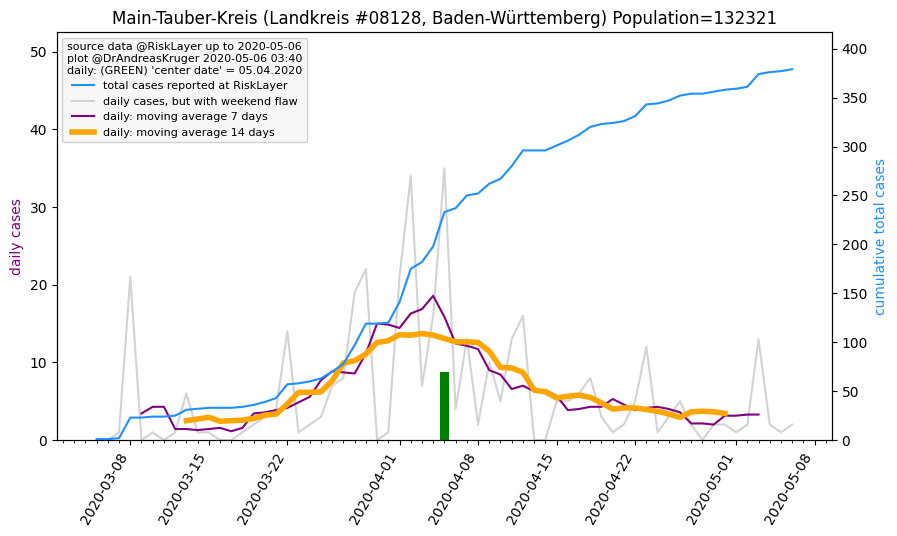 Main-Tauber-Kreis (Landkreis #08128, Baden-Württemberg) Population=132321
source data @RiskLayer up to 2020-05-06
plot @DrAndreasKruger 2020-05-06 03:40
daily: (GREEN) 'center date' = 05.04.2020
total cases reported at RiskLayer
daily cases, but with weekend flaw
daily: moving average 7 days
daily: moving average 14 days
daily cases
50
40
30
20
10
0
400
350
300
250
200
150
100
50
0
cumulative total cases
2020-03-08
2020-03-15
2020-03-22
2020-04-01
2020-04-08
2020-04-15
2020-04-22
2020-05-01
2020-05-08